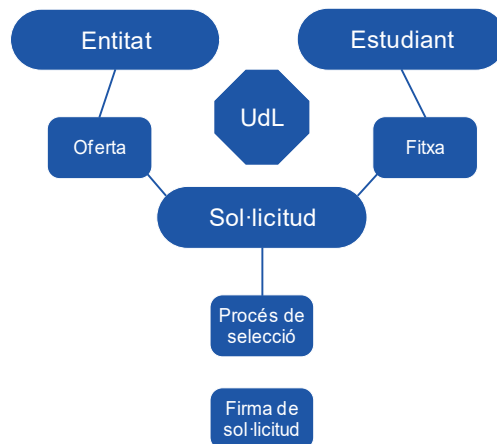 Entitat
Estudiant
UdL
Oferta
Fitxa
Sol·licitud
Procés de
selecció
Firma de
sol·licitud